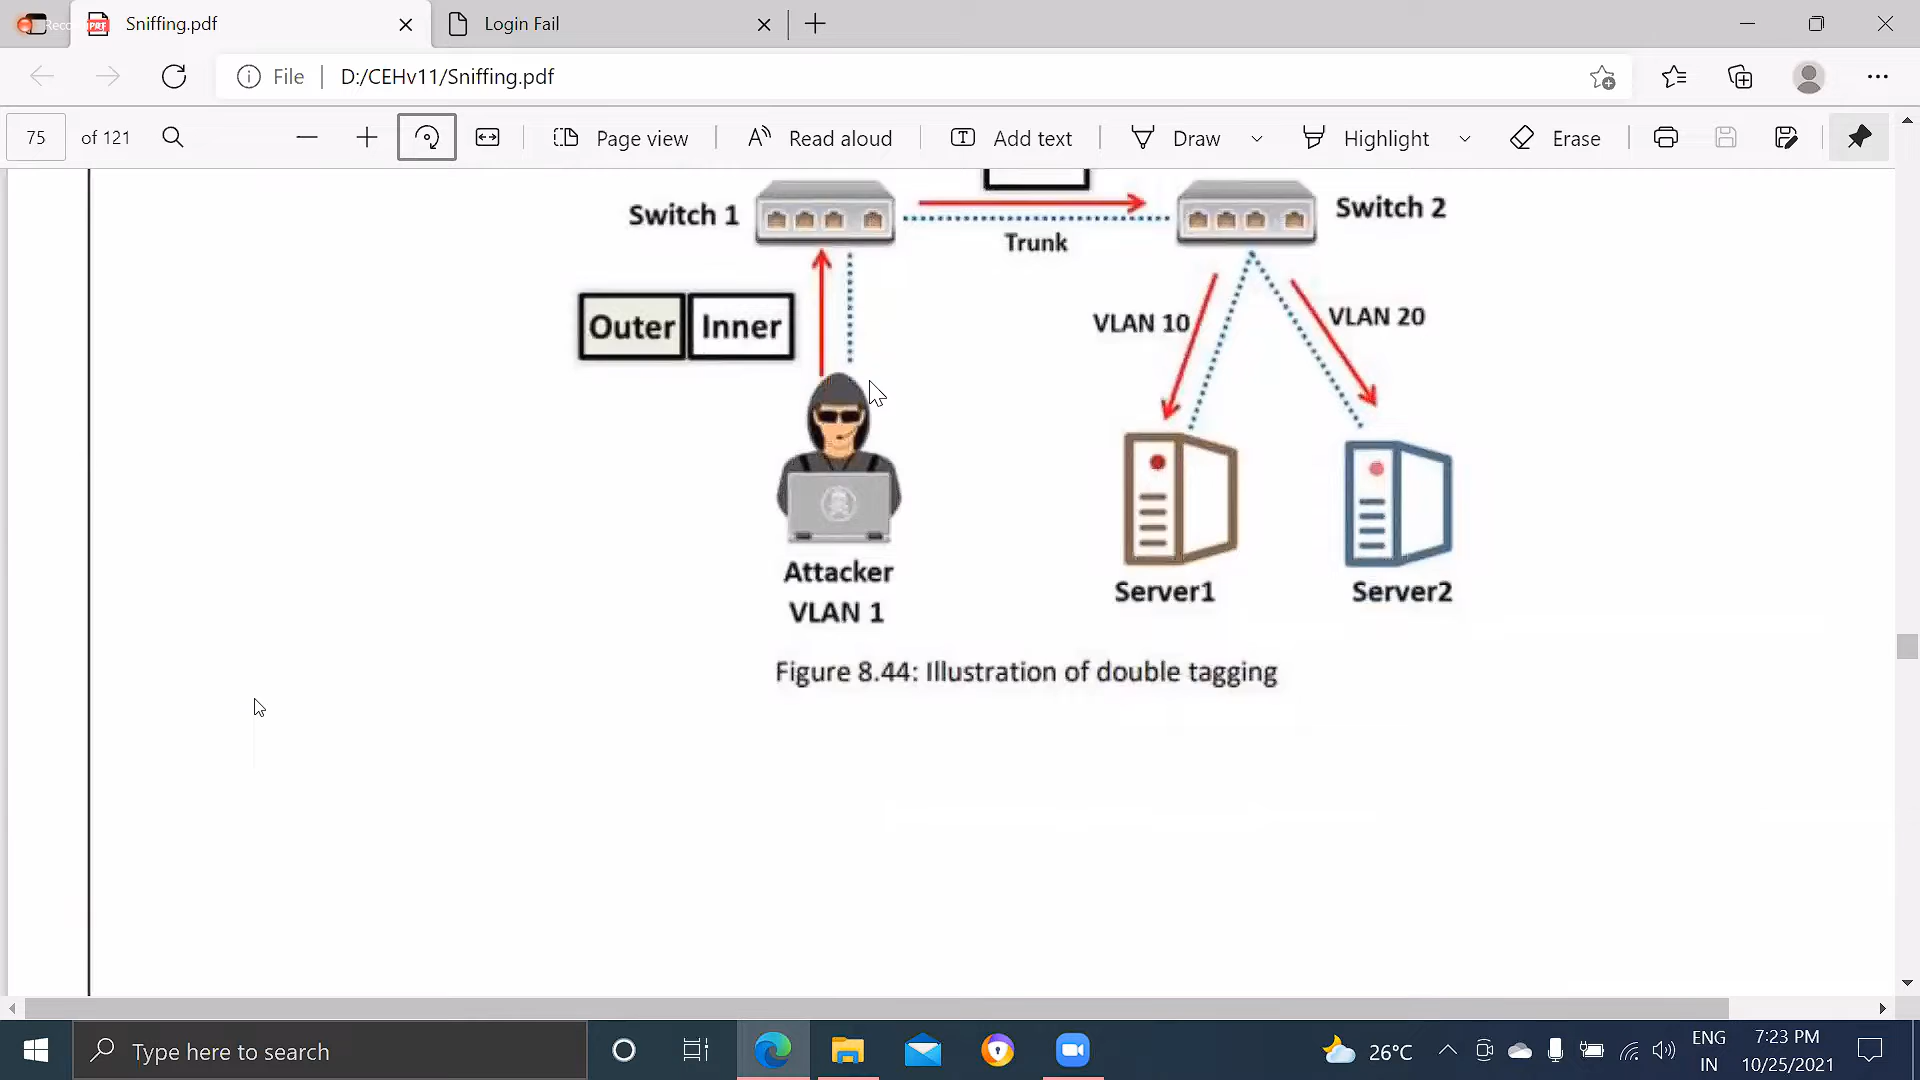 Sniffing.pdf
Login Fail
File
D:/CEHv11/Sniffing.pdf
75 of 121
Page view
Read aloud
Add text
Draw
Highlight
Erase
Switch 1
Trunk
Switch 2
Outer Inner
VLAN 10
VLAN 20
Attacker
VLAN 1
Server1
Server2
Figure 8.44: Illustration of double tagging
Type here to search
26°C
ENG
IN
7:23 PM
10/25/2021